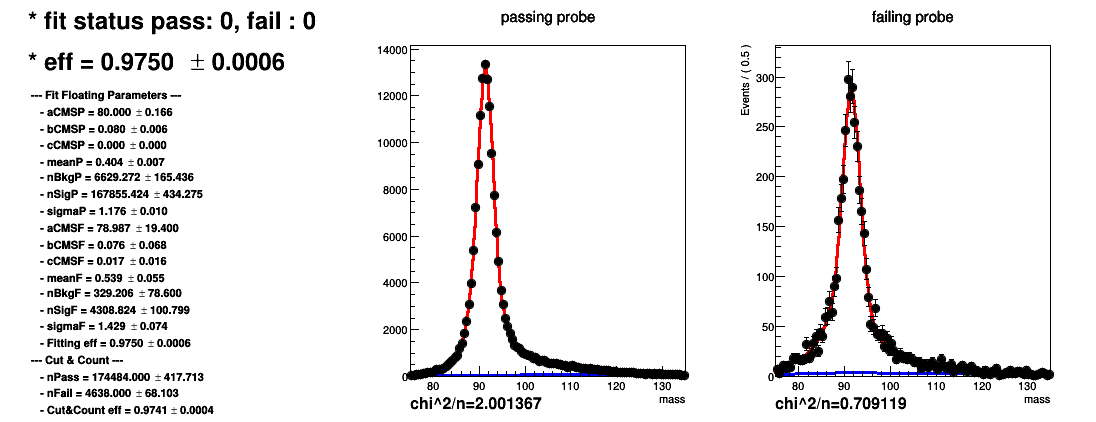 * fit status pass: 0, fail : 0
* eff = 0.9750 ± 0.0006
--- Fit Floating Parameters ---
- aCMSP = 80.000 ± 0.166
- bCMSP = 0.080 ± 0.006
- cCMSP = 0.000 ± 0.000
- meanP = 0.404 ± 0.007
- nBkgP = 6629.272 ± 165.436
- nSigP = 167855.424 ± 434.275
- sigmaP = 1.176 ± 0.010
- aCMSF = 78.987 ± 19.400
- bCMSF = 0.076 ± 0.068
- cCMSF = 0.017 ± 0.016
- meanF = 0.539 ± 0.055
- nBkgF = 329.206 ± 78.600
- nSigF = 4308.824 ± 100.799
- sigmaF = 1.429 ± 0.074
- Fitting eff = 0.9750 ± 0.0006
--- Cut & Count ---
- nPass = 174484.000 ± 417.713
- nFail = 4638.000 ± 68.103
- Cut&Count eff = 0.9741 ± 0.0004
passing probe
14000
12000
10000
8000
6000
4000
2000
0
80 90 100 110 120 130
mass
chi^2/n=2.001367
failing probe
Events / ( 0.5 )
300
250
200
150
100
50
0
80 90 100 110 120 130
mass
chi^2/n=0.709119